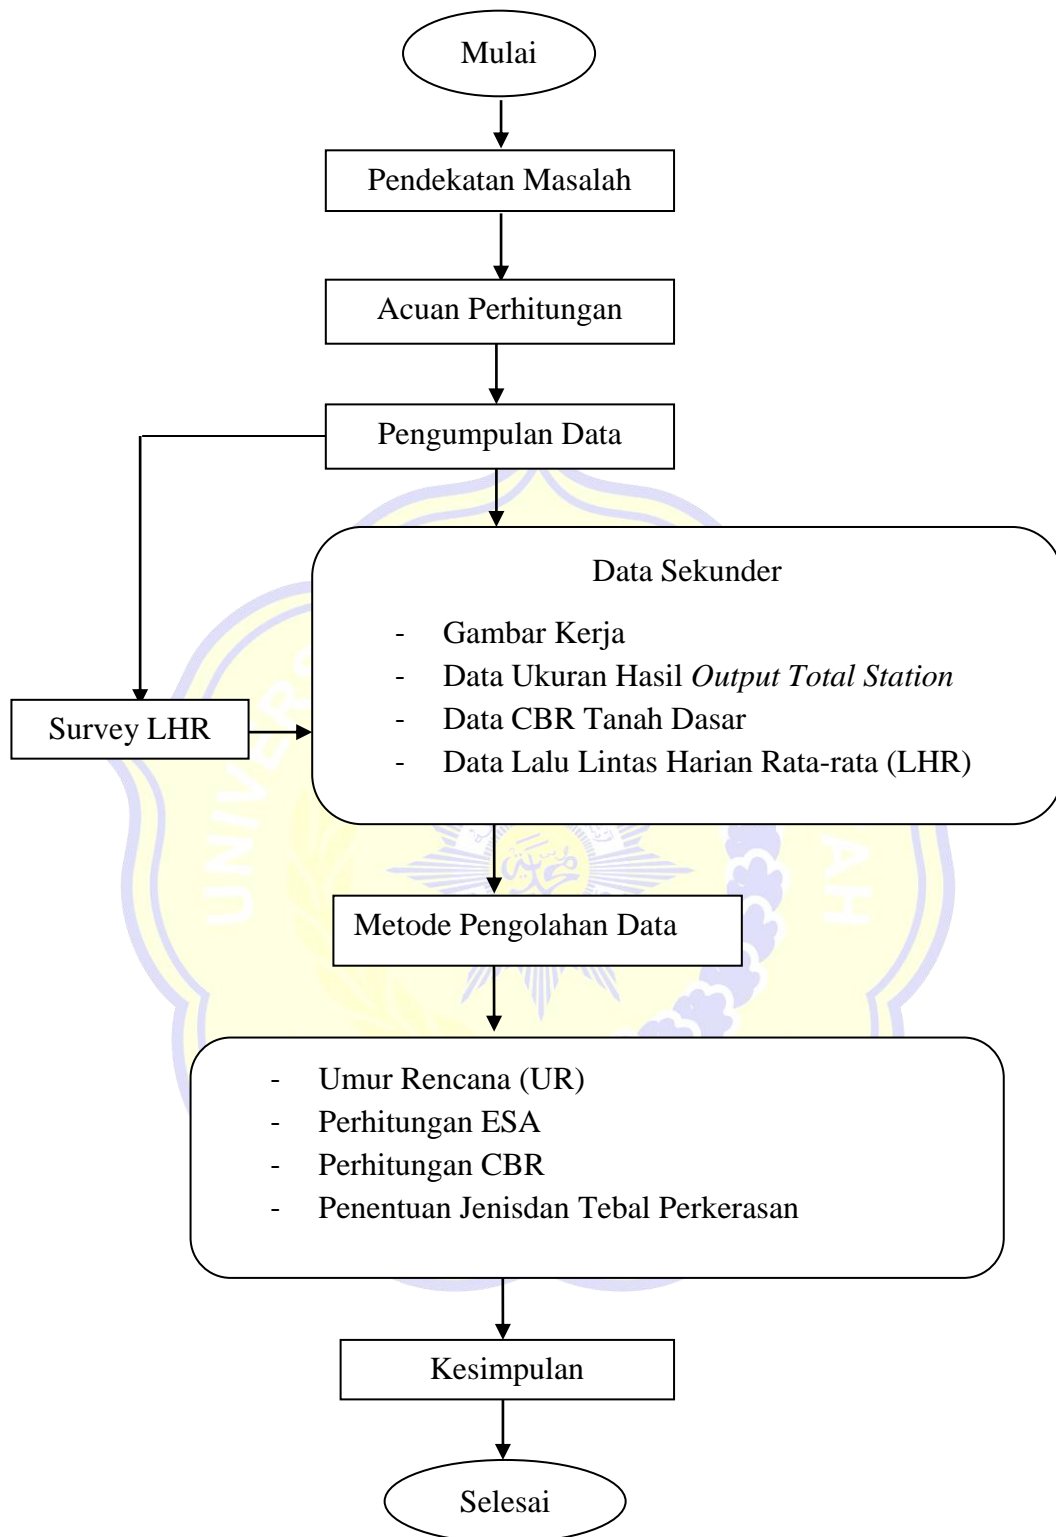 Mulai
Pendekatan Masalah
Acuan Perhitungan
Pengumpulan Data
Data Sekunder
- Gambar Kerja
- Data Ukuran Hasil Output Total Station
- Data CBR Tanah Dasar
- Data Lalu Lintas Harian Rata-rata (LHR)
Survey LHR
Metode Pengolahan Data
- Umur Rencana (UR)
- Perhitungan ESA
- Perhitungan CBR
- Penentuan Jenisdan Tebal Perkerasan
Kesimpulan
Selesai